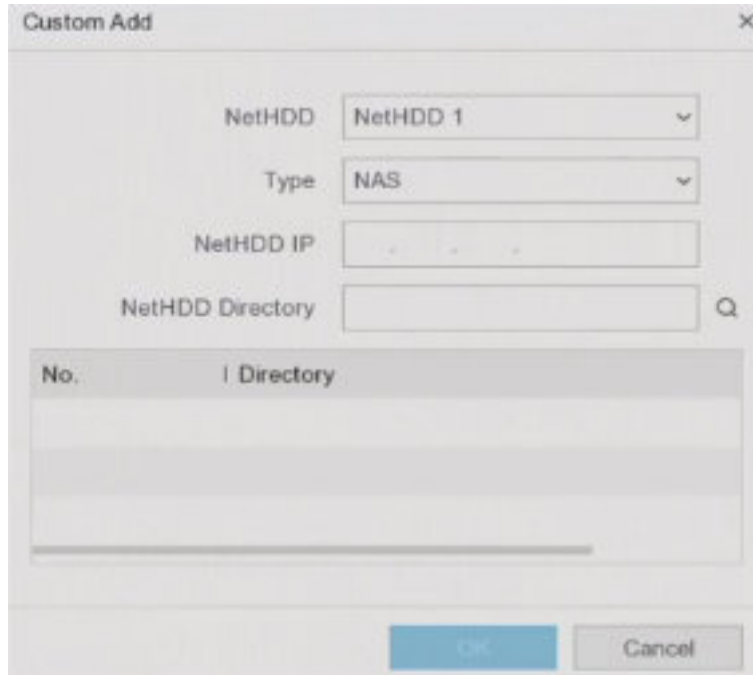 Custom Add
NetHDD NetHDD 1
Type NAS
NetHDD IP . . .
NetHDD Directory
No. Directory
OK Cancel